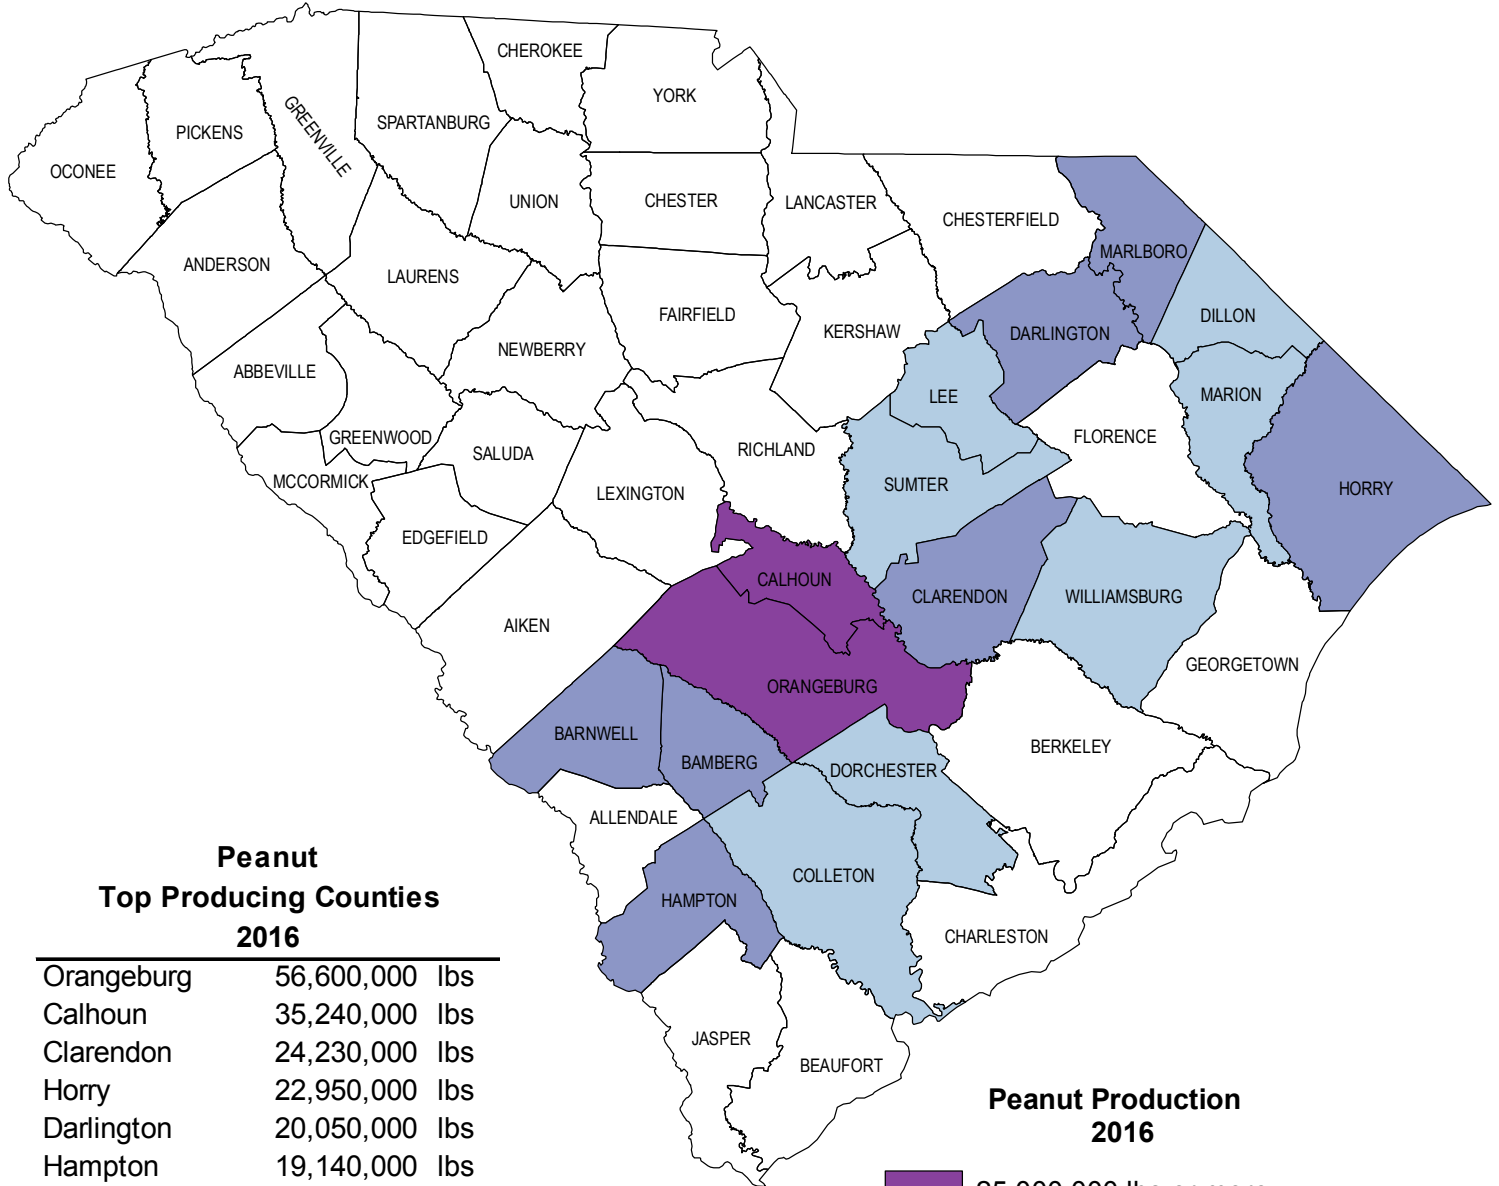 CHEROKEE
YORK
GREENVILLE
SPARTANBURG
PICKENS
OCONEE
UNION
CHESTER
LANCASTER
CHESTERFIELD
MARLBORO
ANDERSON
LAURENS
FAIRFIELD
KERSHAW
DARLINGTON
DILLON
NEWBERRY
ABBEVILLE
LEE
MARION
GREENWOOD
SALUDA
RICHLAND
FLORENCE
MCCORMICK
LEXINGTON
SUMTER
HORRY
EDGEFIELD
CALHOUN
CLARENDON
WILLIAMSBURG
AIKEN
GEORGETOWN
ORANGEBURG
BARNWELL
BAMBERG
DORCHESTER
BERKELEY
ALLENDALE
COLLETON
HAMPTON
CHARLESTON
JASPER
BEAUFORT
Peanut
Top Producing Counties
2016
Orangeburg 56,600,000 lbs
Calhoun 35,240,000 lbs
Clarendon 24,230,000 lbs
Horry 22,950,000 lbs
Darlington 20,050,000 lbs
Hampton 19,140,000 lbs
Peanut Production
2016